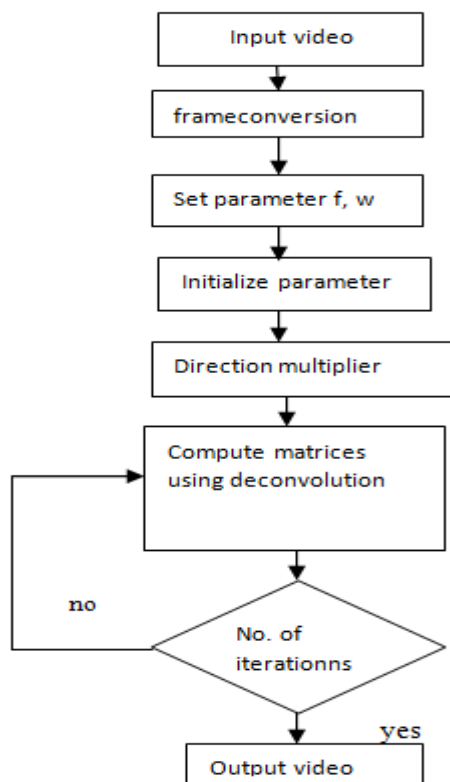 Input video
frameconversion
Set parameter f, w
Initialize parameter
Direction multiplier
Compute matrices
using deconvolution
no
No. of
iterationns
yes
Output video